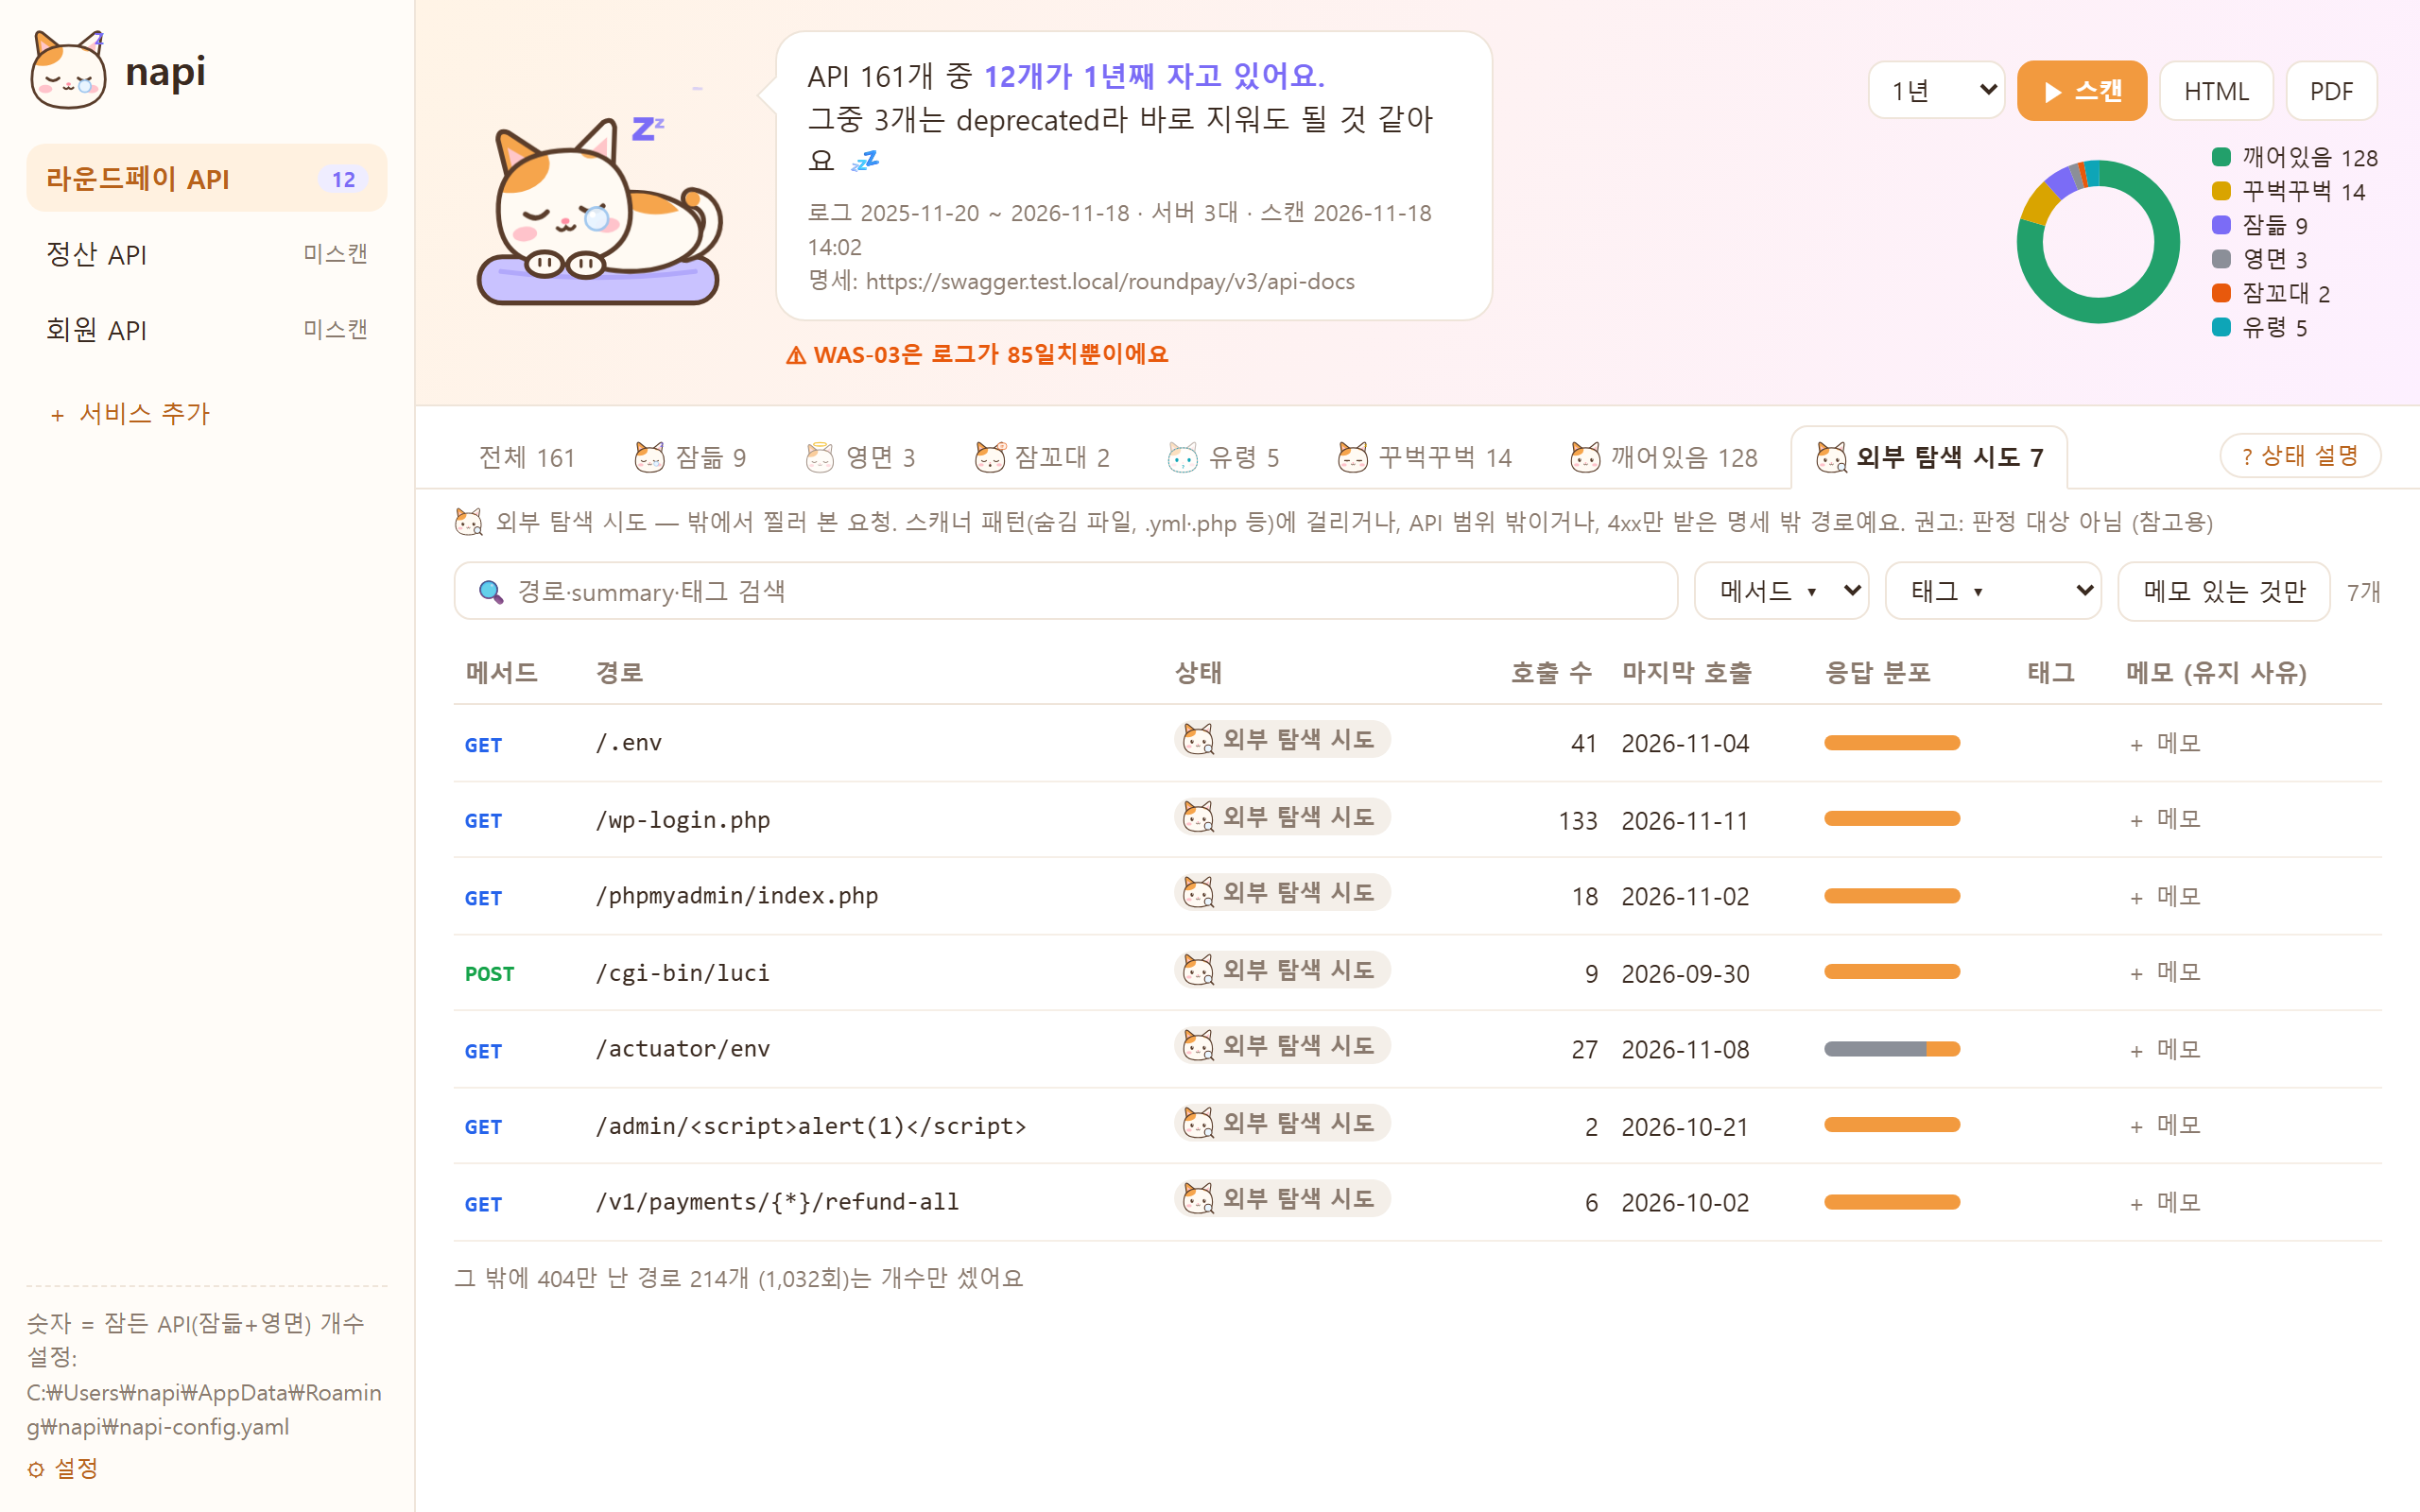 napi
라운드페이 API 12
정산 API 미스캔
회원 API 미스캔
+ 서비스 추가
숫자 = 잠든 API(잠듦+영면) 개수
설정:
C:₩Users₩napi₩AppData₩Roamin
g₩napi₩napi-config.yaml
설정
zz
API 161개 중 12개가 1년째 자고 있어요.
그중 3개는 deprecated라 바로 지워도 될 것 같아
요 💤
로그 2025-11-20 ~ 2026-11-18 · 서버 3대 · 스캔 2026-11-18
14:02
명세: https://swagger.test.local/roundpay/v3/api-docs
⚠ WAS-03은 로그가 85일치뿐이에요
1년 ▶ 스캔 HTML PDF
깨어있음 128
꾸벅꾸벅 14
잠듦 9
영면 3
잠꼬대 2
유령 5
전체 161 잠듦 9 영면 3 잠꼬대 2 유령 5 꾸벅꾸벅 14 깨어있음 128 외부 탐색 시도 7 ? 상태 설명
외부 탐색 시도 — 밖에서 찔러 본 요청. 스캐너 패턴(숨김 파일, .yml·.php 등)에 걸리거나, API 범위 밖이거나, 4xx만 받은 명세 밖 경로예요. 권고: 판정 대상 아님 (참고용)
🔍 경로·summary·태그 검색 메서드 ▾ 태그 ▾ 메모 있는 것만 7개
메서드 경로 상태 호출 수 마지막 호출 응답 분포 태그 메모 (유지 사유)
GET /.env 외부 탐색 시도 41 2026-11-04 + 메모
GET /wp-login.php 외부 탐색 시도 133 2026-11-11 + 메모
GET /phpmyadmin/index.php 외부 탐색 시도 18 2026-11-02 + 메모
POST /cgi-bin/luci 외부 탐색 시도 9 2026-09-30 + 메모
GET /actuator/env 외부 탐색 시도 27 2026-11-08 + 메모
GET /admin/<script>alert(1)</script> 외부 탐색 시도 2 2026-10-21 + 메모
GET /v1/payments/{*}/refund-all 외부 탐색 시도 6 2026-10-02 + 메모
그 밖에 404만 난 경로 214개 (1,032회)는 개수만 셌어요